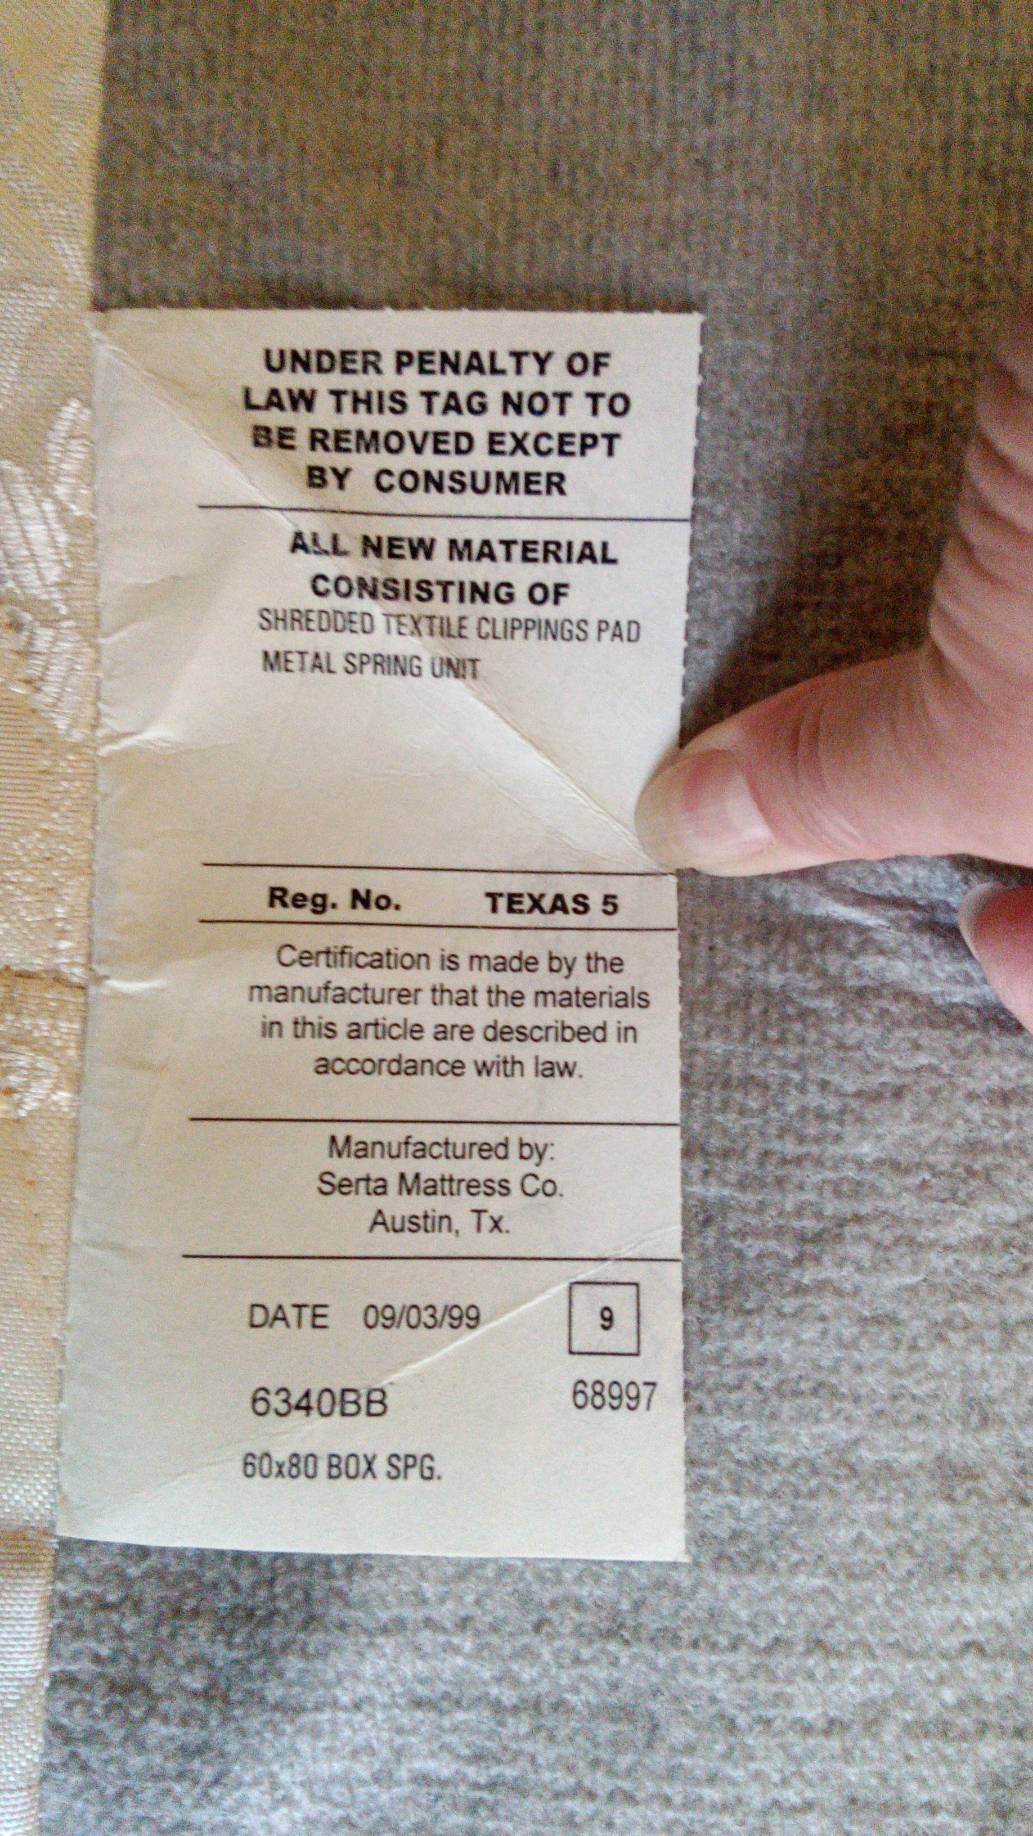 UNDER PENALTY OF
LAW THIS TAG NOT TO
BE REMOVED EXCEPT
BY CONSUMER
ALL NEW MATERIAL
CONSISTING OF
SHREDDED TEXTILE CLIPPINGS PAD
METAL SPRING UNIT
Reg. No. TEXAS 5
Certification is made by the
manufacturer that the materials
in this article are described in
accordance with law.
Manufactured by:
Serta Mattress Co.
Austin, Tx.
DATE 09/03/99 9
6340BB 68997
60x80 BOX SPG.